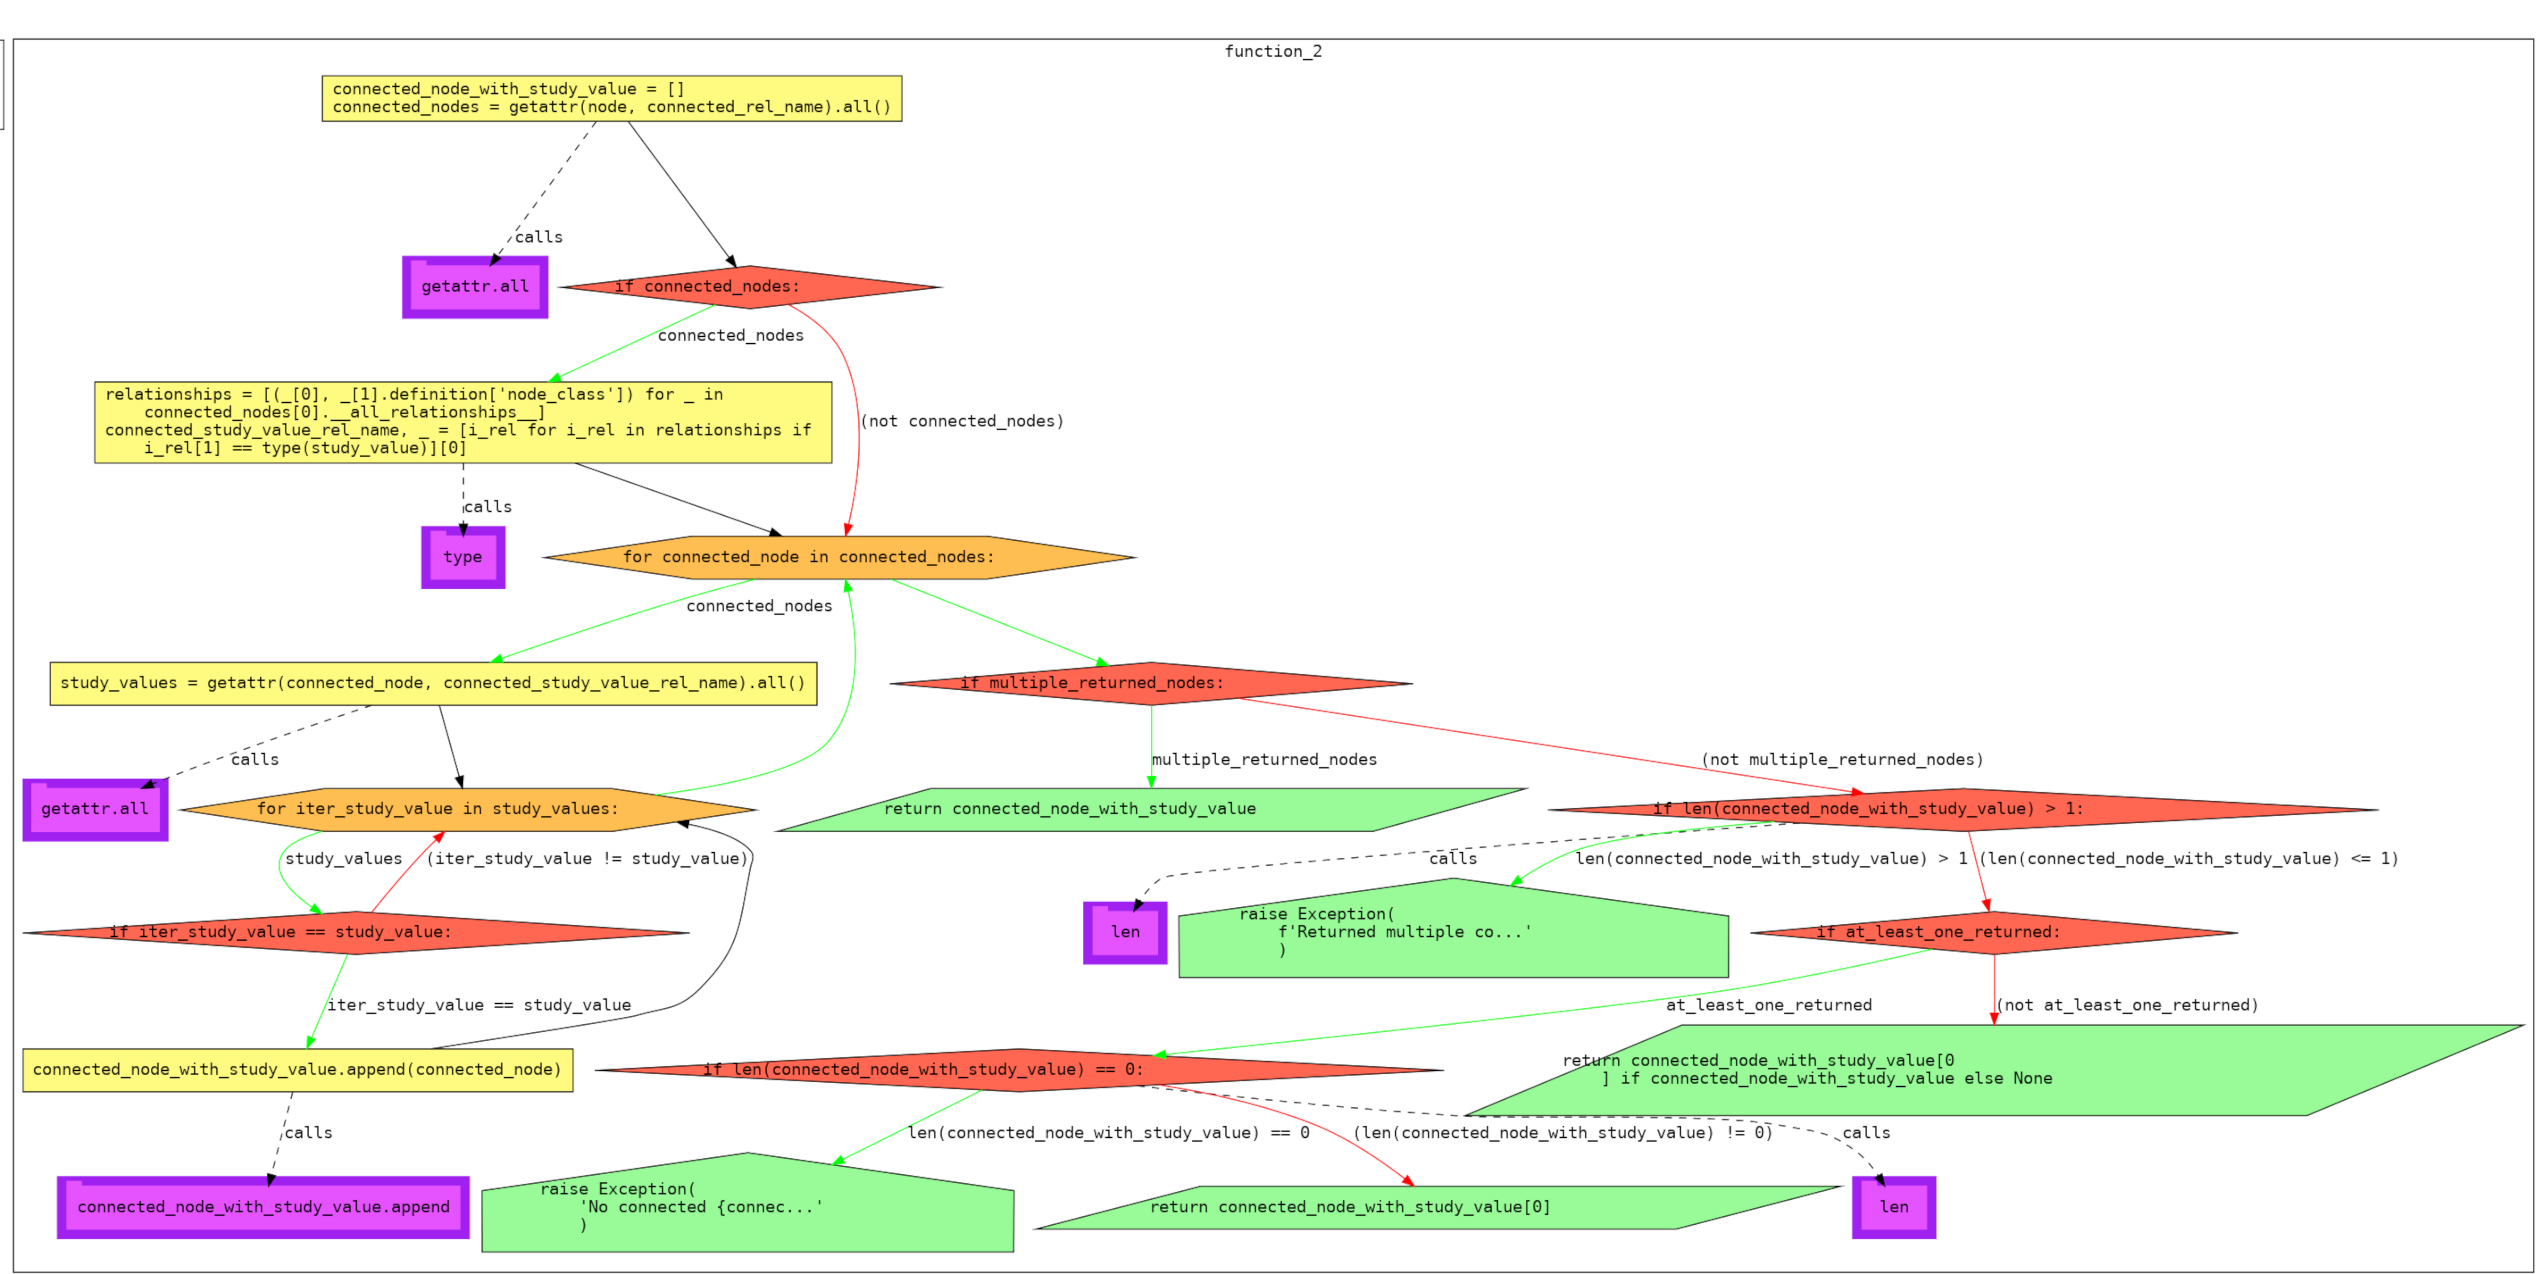 function_2
connected_node_with_study_value = []
connected_nodes = getattr(node, connected_rel_name).all()
calls
getattr.all
if connected_nodes:
connected_nodes
relationships = [(_[0], _[1].definition['node_class']) for _ in
connected_nodes[0].__all_relationships__]
connected_study_value_rel_name, _ = [i_rel for i_rel in relationships if
i_rel[1] == type(study_value)][0]
(not connected_nodes)
calls
type
for connected_node in connected_nodes:
connected_nodes
study_values = getattr(connected_node, connected_study_value_rel_name).all()
if multiple_returned_nodes:
calls
multiple_returned_nodes
(not multiple_returned_nodes)
getattr.all
for iter_study_value in study_values:
return connected_node_with_study_value
if len(connected_node_with_study_value) > 1:
study_values
(iter_study_value != study_value)
calls
len(connected_node_with_study_value) > 1
(len(connected_node_with_study_value) <= 1)
if iter_study_value == study_value:
len
raise Exception(
f'Returned multiple co...'
)
if at_least_one_returned:
iter_study_value == study_value
at_least_one_returned
(not at_least_one_returned)
connected_node_with_study_value.append(connected_node)
if len(connected_node_with_study_value) == 0:
return connected_node_with_study_value[0
] if connected_node_with_study_value else None
calls
len(connected_node_with_study_value) == 0
(len(connected_node_with_study_value) != 0)
calls
connected_node_with_study_value.append
raise Exception(
'No connected {connec...'
)
return connected_node_with_study_value[0]
len